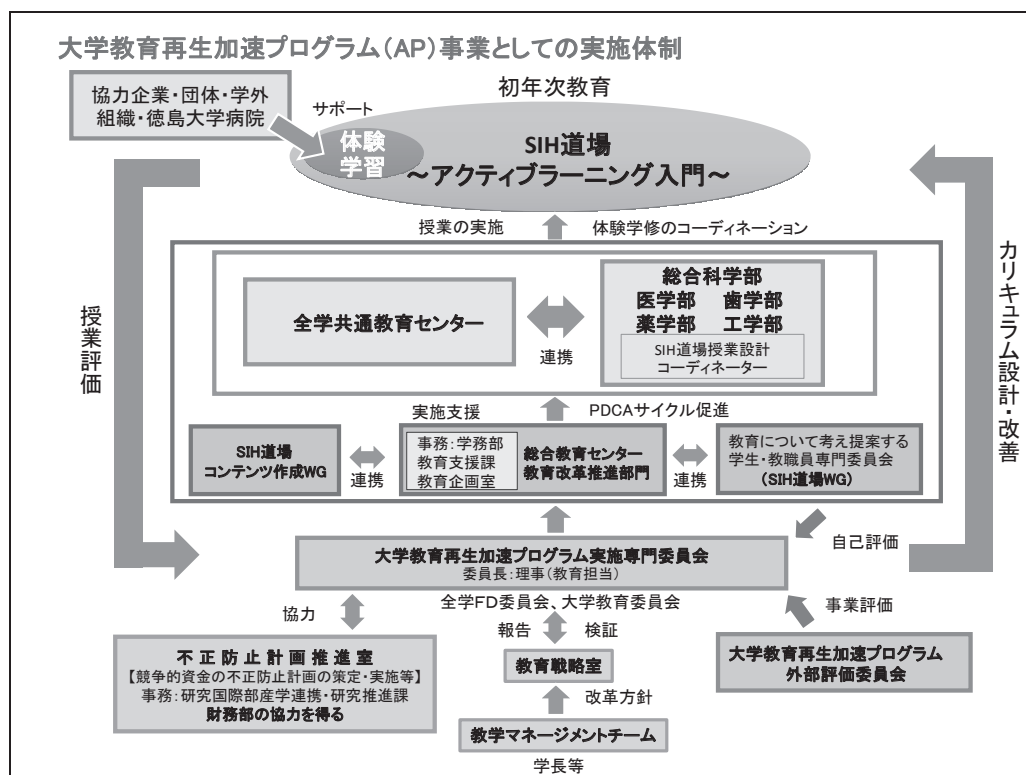 大学教育再生加速プログラム(AP)事業としての実施体制
初年次教育
協力企業・団体・学外
組織・徳島大学病院
サポート
体験
学習
SIH道場
～アクティブラーニング入門～
授業の実施
体験学修のコーディネーション
授業評価
カリキュラム設計・改善
全学共通教育センター
連携
総合科学部
医学部 歯学部
薬学部 工学部
SIH道場授業設計
コーディネーター
実施支援
PDCAサイクル促進
SIH道場
コンテンツ作成WG
連携
事務:学務部
教育支援課
教育企画室
総合教育センター
教育改革推進部門
連携
教育について考え提案する
学生・教職員専門委員会
(SIH道場WG)
自己評価
大学教育再生加速プログラム実施専門委員会
委員長:理事(教育担当)
全学FD委員会、大学教育委員会
協力
報告
検証
事業評価
不正防止計画推進室
【競争的資金の不正防止計画の策定・実施等】
事務:研究国際部産学連携・研究推進課
財務部の協力を得る
教育戦略室
改革方針
教学マネージメントチーム
学長等
大学教育再生加速プログラム
外部評価委員会